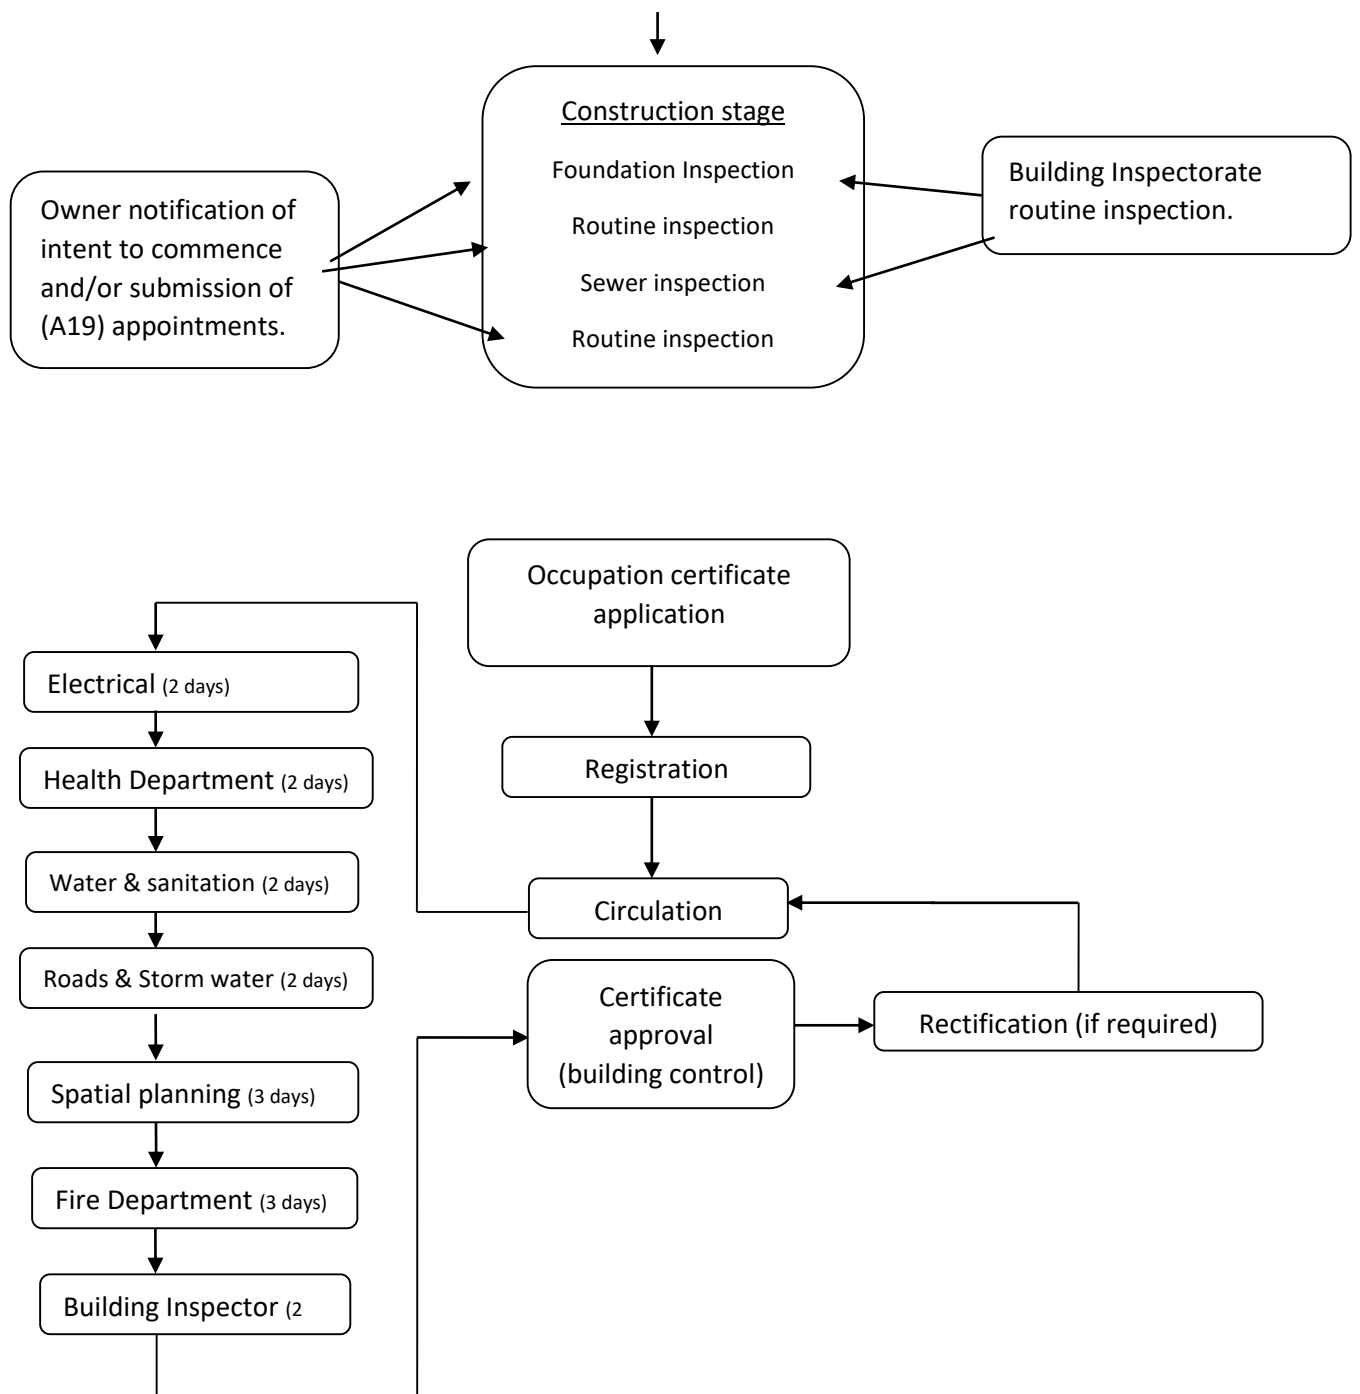 Construction stage
Foundation Inspection
Routine inspection
Sewer inspection
Routine inspection
Owner notification of
intent to commence
and/or submission of
(A19) appointments.
Building Inspectorate
routine inspection.
Occupation certificate
application
Registration
Circulation
Electrical (2 days)
Health Department (2 days)
Water & sanitation (2 days)
Roads & Storm water (2 days)
Spatial planning (3 days)
Fire Department (3 days)
Building Inspector (2
Certificate
approval
(building control)
Rectification (if required)